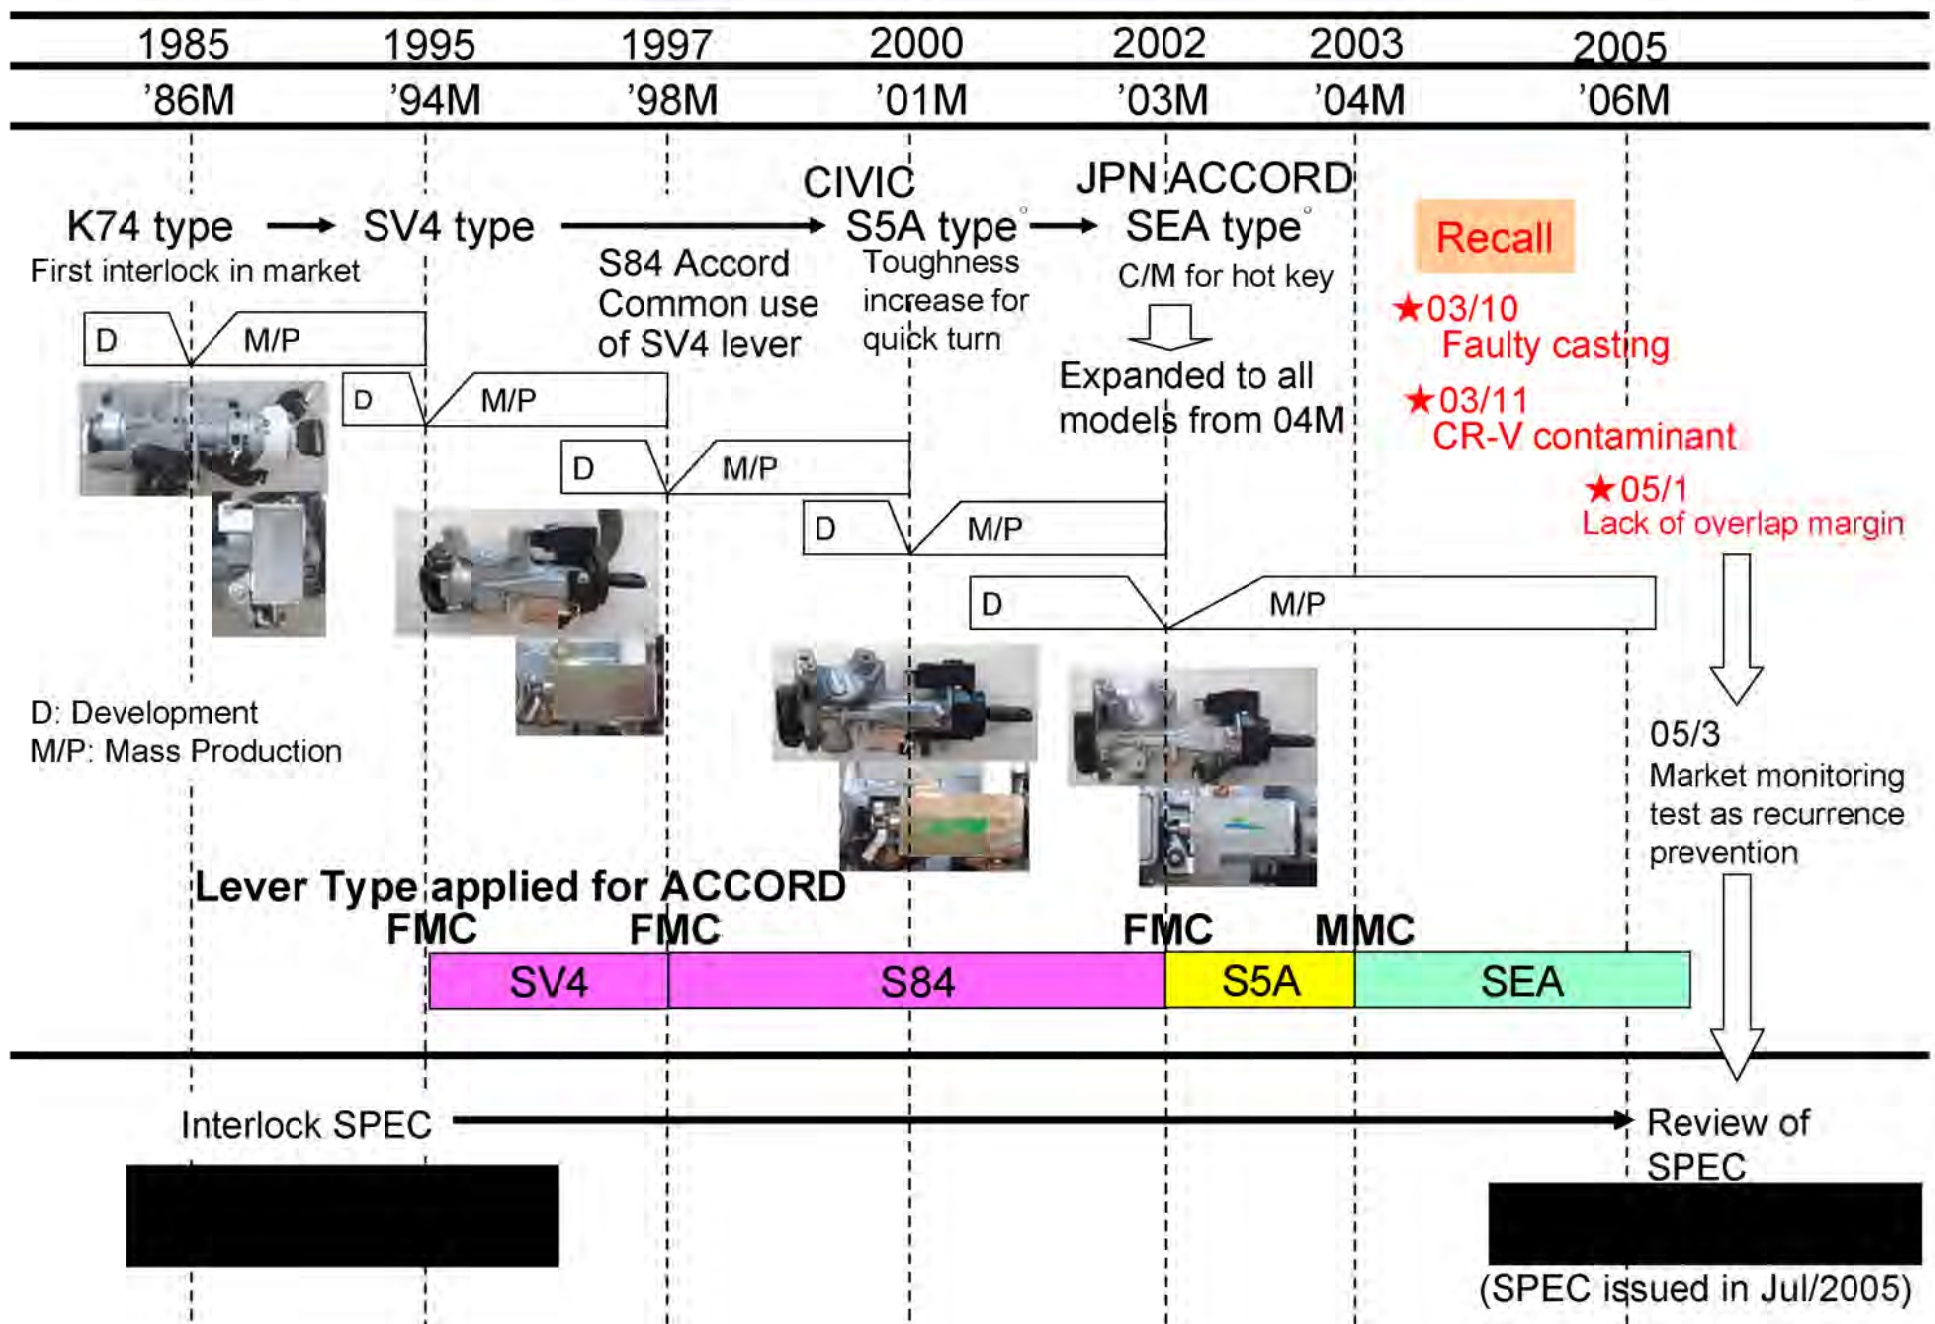 1985 1995 1997 2000 2002 2003 2005
’86M ’94M ’98M ’01M ’03M ’04M ’06M
CIVIC
JPN ACCORD
K74 type
SV4 type
S5A type°
SEA type°
First interlock in market
S84 Accord
Common use
of SV4 lever
Toughness
increase for
quick turn
C/M for hot key
Expanded to all
models from 04M
Recall
★03/10
Faulty casting
★03/11
CR-V contaminant
★05/1
Lack of overlap margin
D M/P
D M/P
D M/P
D M/P
D M/P
D: Development
M/P: Mass Production
05/3
Market monitoring
test as recurrence
prevention
Lever Type applied for ACCORD
FMC FMC FMC MMC
SV4 S84 S5A SEA
Interlock SPEC
Review of
SPEC
(SPEC issued in Jul/2005)